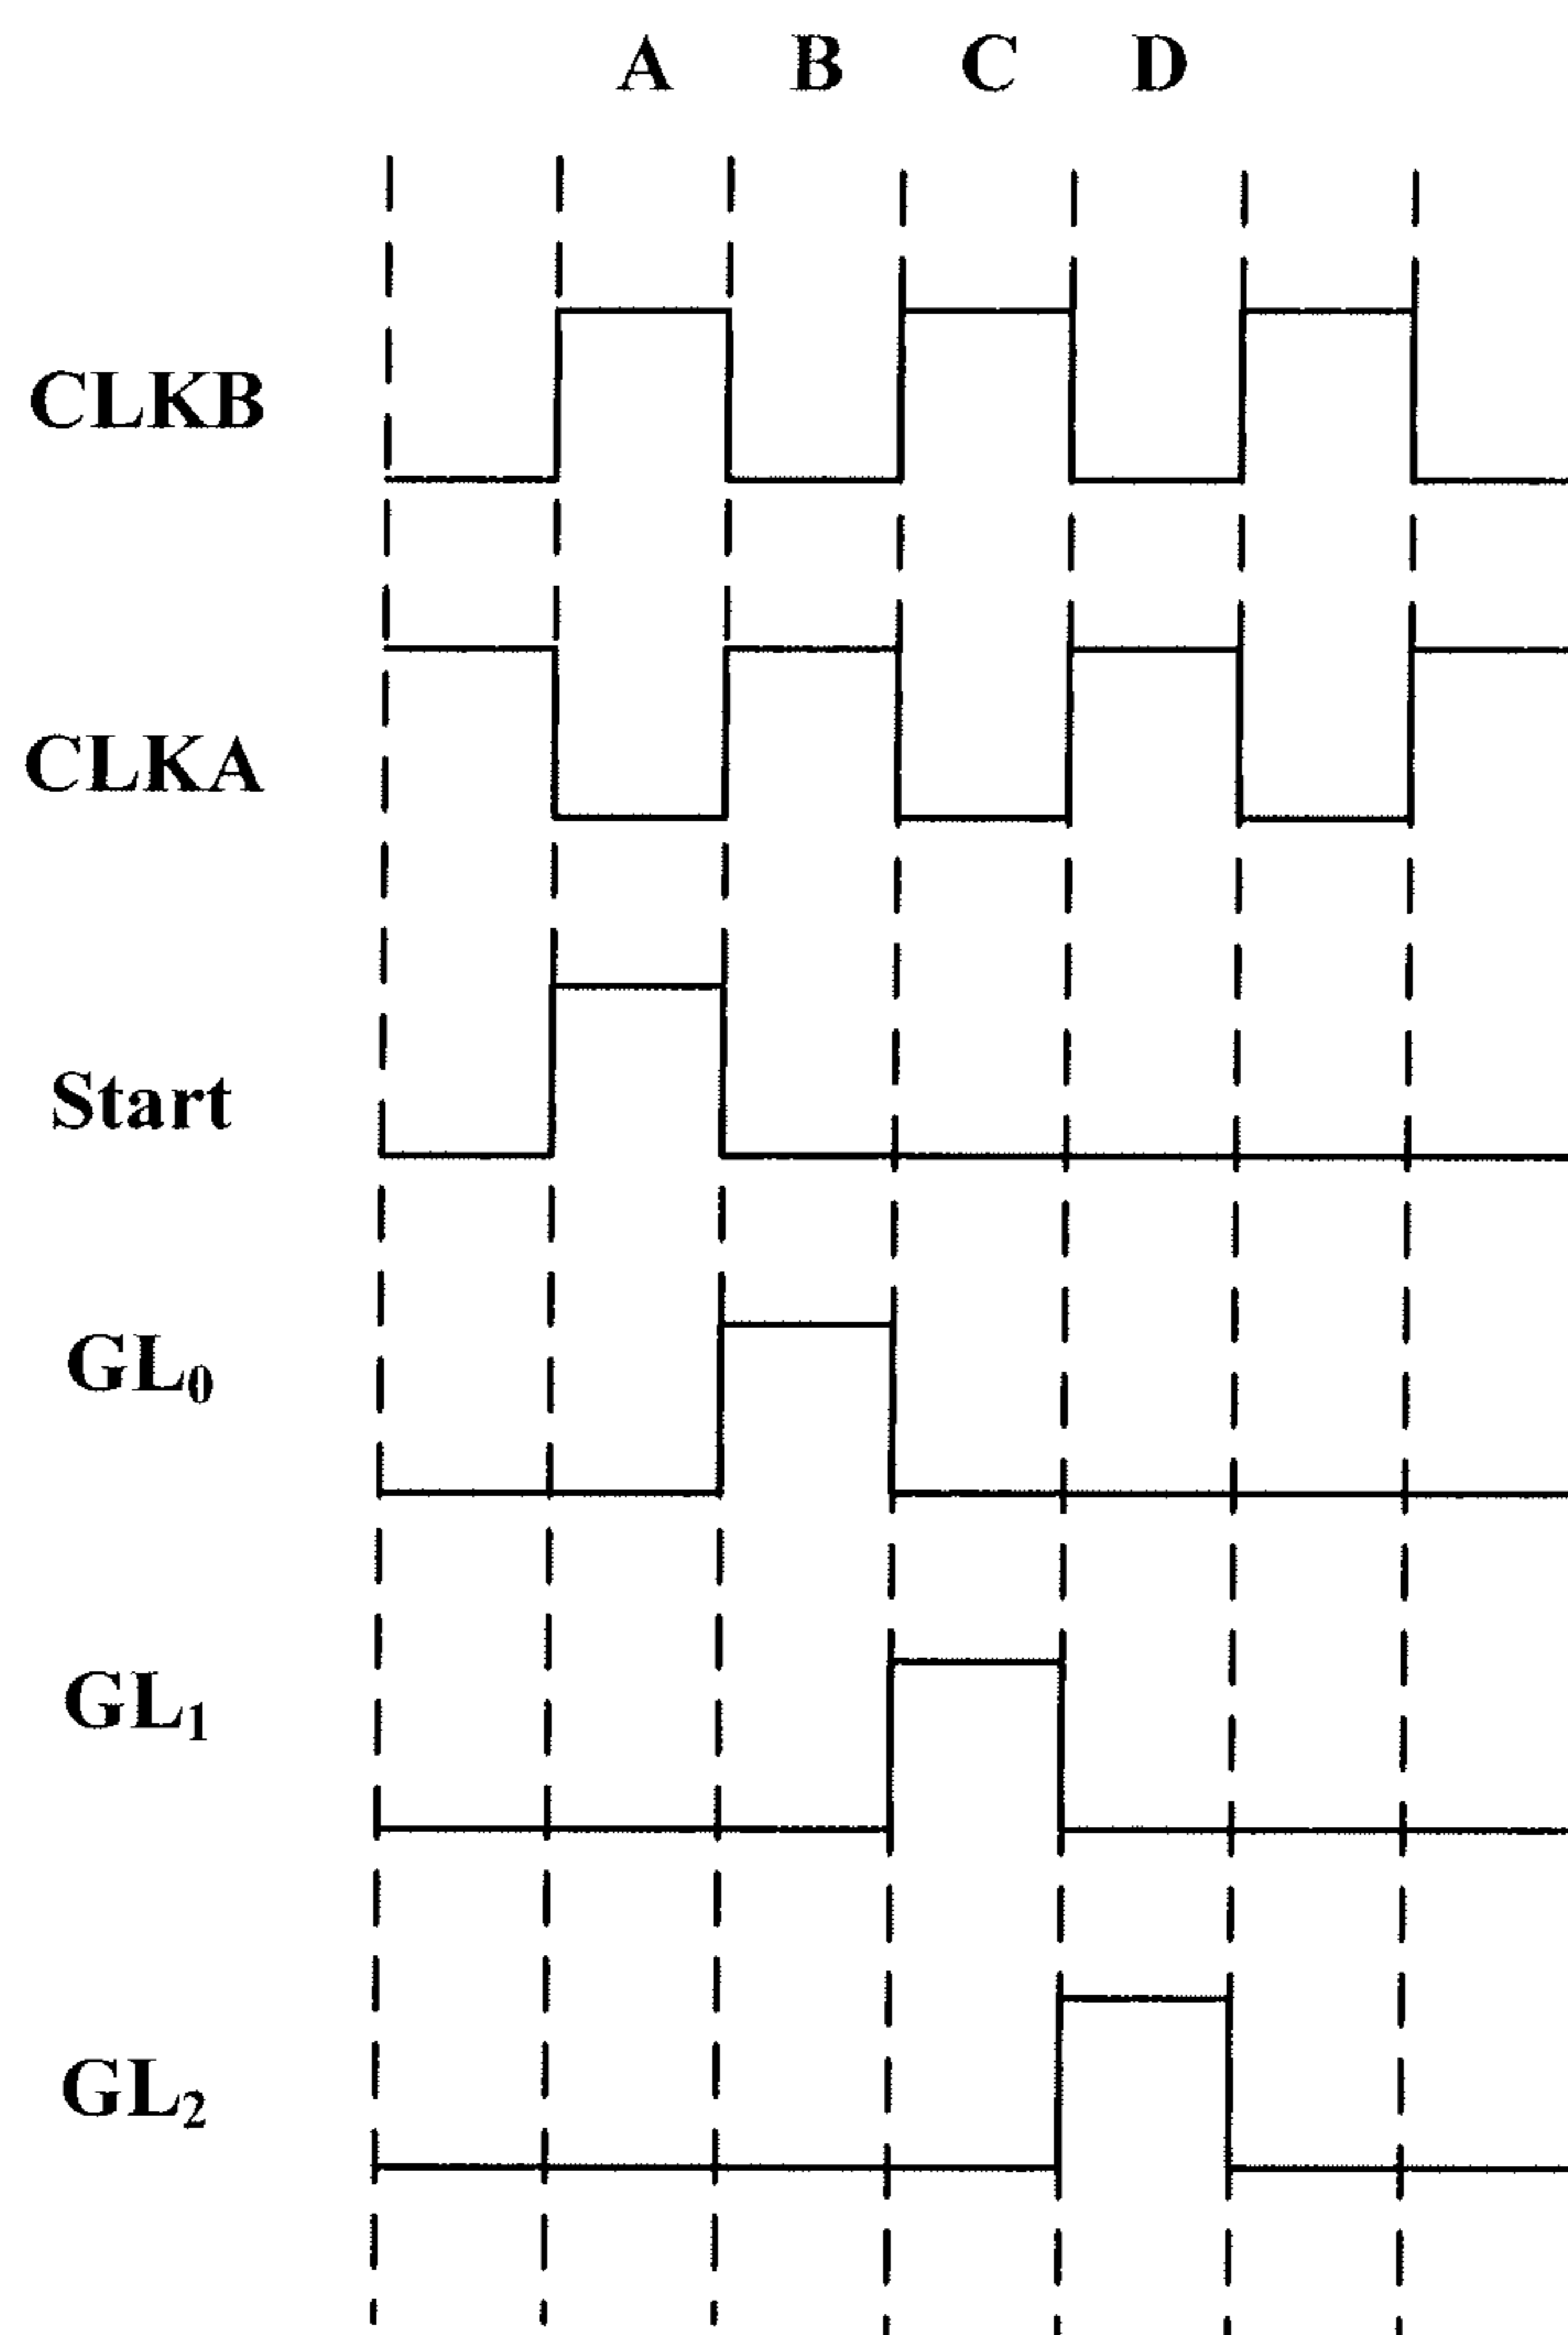 A B C D
CLKB
CLKA
Start
GL₀
GL₁
GL₂